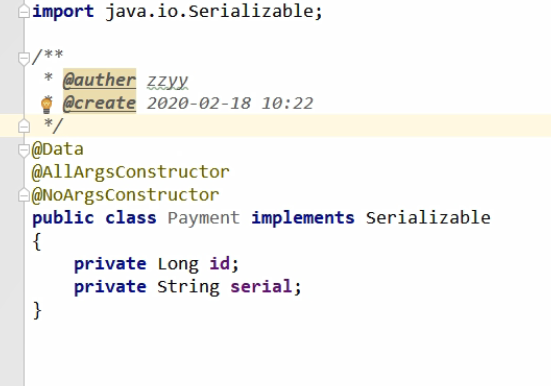 import java.io.Serializable;
/**
* @auther zzyy
* @create 2020-02-18 10:22
*/
@Data
@AllArgsConstructor
@NoArgsConstructor
public class Payment implements Serializable
{
private Long id;
private String serial;
}